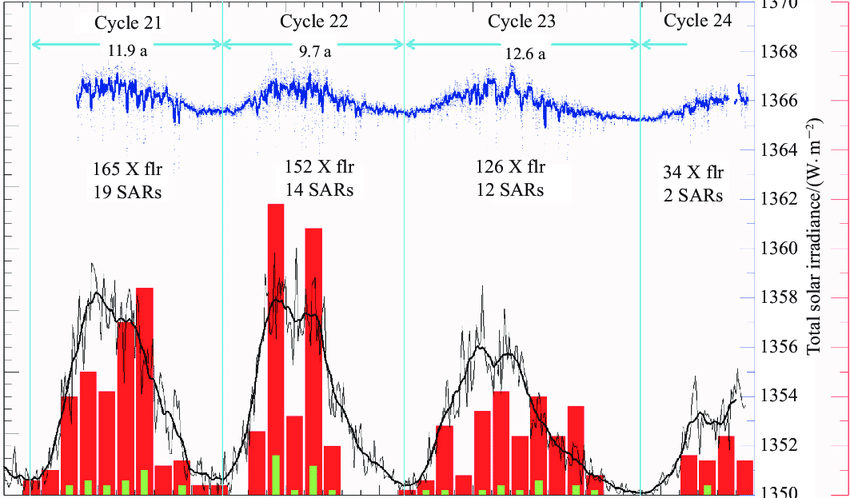 Cycle 21
Cycle 22
Cycle 23
Cycle 24
11.9 a
9.7 a
12.6 a
165 X flr
19 SARs
152 X flr
14 SARs
126 X flr
12 SARs
34 X flr
2 SARs
1370
1368
1366
1364
1362
1360
1358
1356
1354
1352
1350
Total solar irradiance/(W. m⁻²)